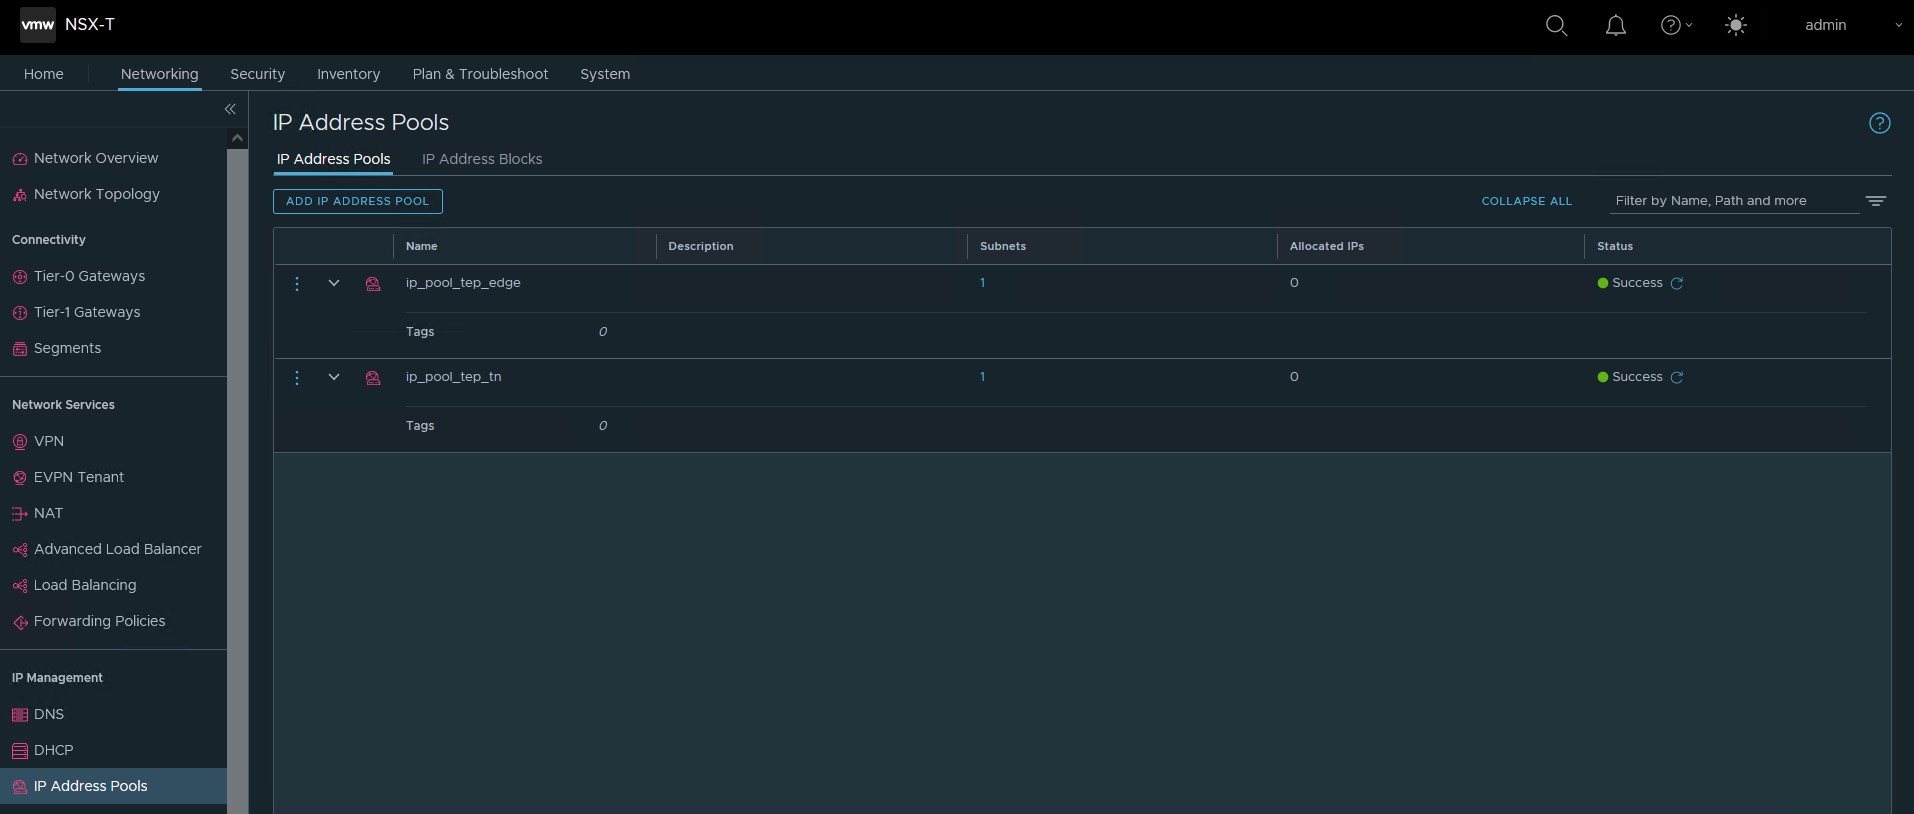 vmw NSX-T
admin
Home Networking Security Inventory Plan & Troubleshoot System
Network Overview
Network Topology
Connectivity
Tier-0 Gateways
Tier-1 Gateways
Segments
Network Services
VPN
EVPN Tenant
NAT
Advanced Load Balancer
Load Balancing
Forwarding Policies
IP Management
DNS
DHCP
IP Address Pools
IP Address Pools
IP Address Pools IP Address Blocks
ADD IP ADDRESS POOL COLLAPSE ALL Filter by Name, Path and more
Name Description Subnets Allocated IPs Status
ip_pool_tep_edge 1 0 Success
Tags 0
ip_pool_tep_tn 1 0 Success
Tags 0